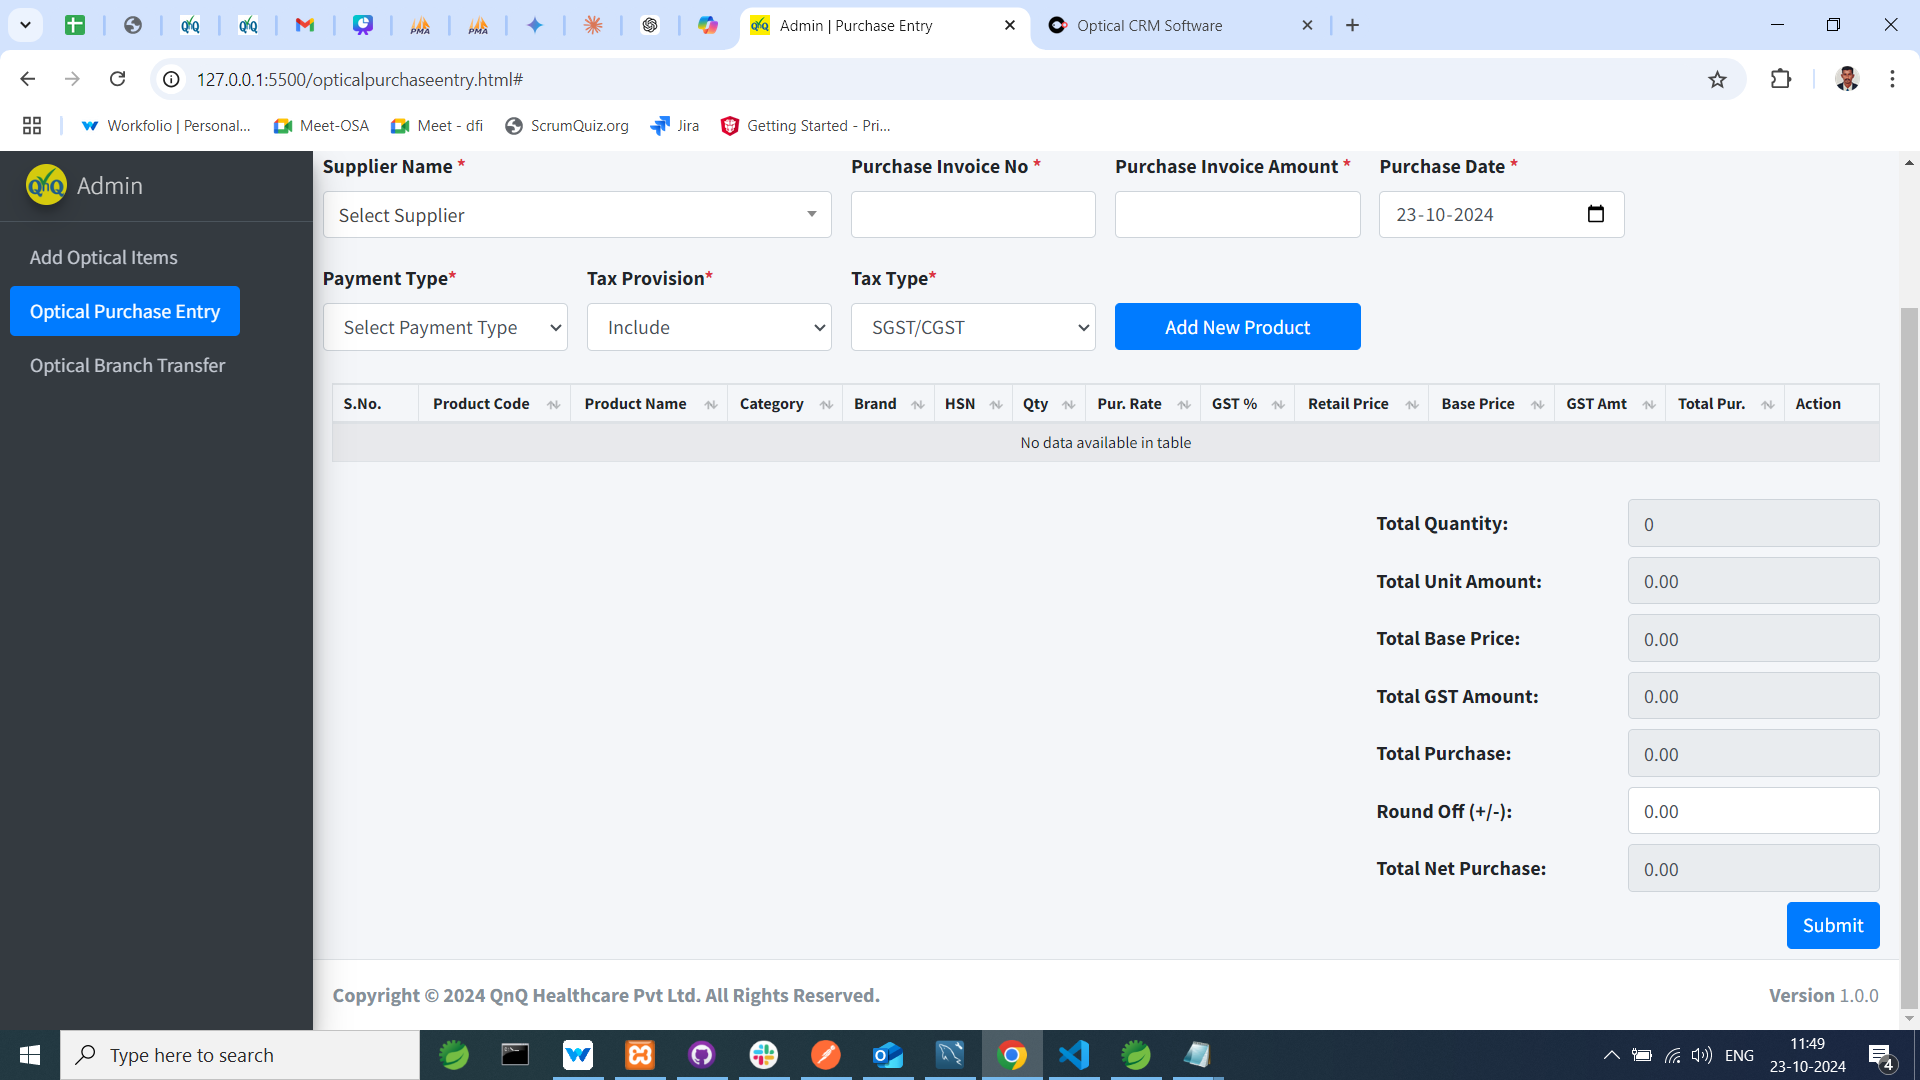 Admin | Purchase Entry
Optical CRM Software
127.0.0.1:5500/opticalpurchaseentry.html#
Workfolio | Personal...
Meet-OSA
Meet - dfi
ScrumQuiz.org
Jira
Getting Started - Pri...
QnQ Admin
Add Optical Items
Optical Purchase Entry
Optical Branch Transfer
Supplier Name *
Purchase Invoice No *
Purchase Invoice Amount *
Purchase Date *
Select Supplier
23-10-2024
Payment Type*
Tax Provision*
Tax Type*
Select Payment Type
Include
SGST/CGST
Add New Product
S.No. Product Code Product Name Category Brand HSN Qty Pur. Rate GST % Retail Price Base Price GST Amt Total Pur. Action
No data available in table
Total Quantity: 0
Total Unit Amount: 0.00
Total Base Price: 0.00
Total GST Amount: 0.00
Total Purchase: 0.00
Round Off (+/-): 0.00
Total Net Purchase: 0.00
Submit
Copyright © 2024 QnQ Healthcare Pvt Ltd. All Rights Reserved.
Version 1.0.0
Type here to search
ENG
11:49
23-10-2024
4